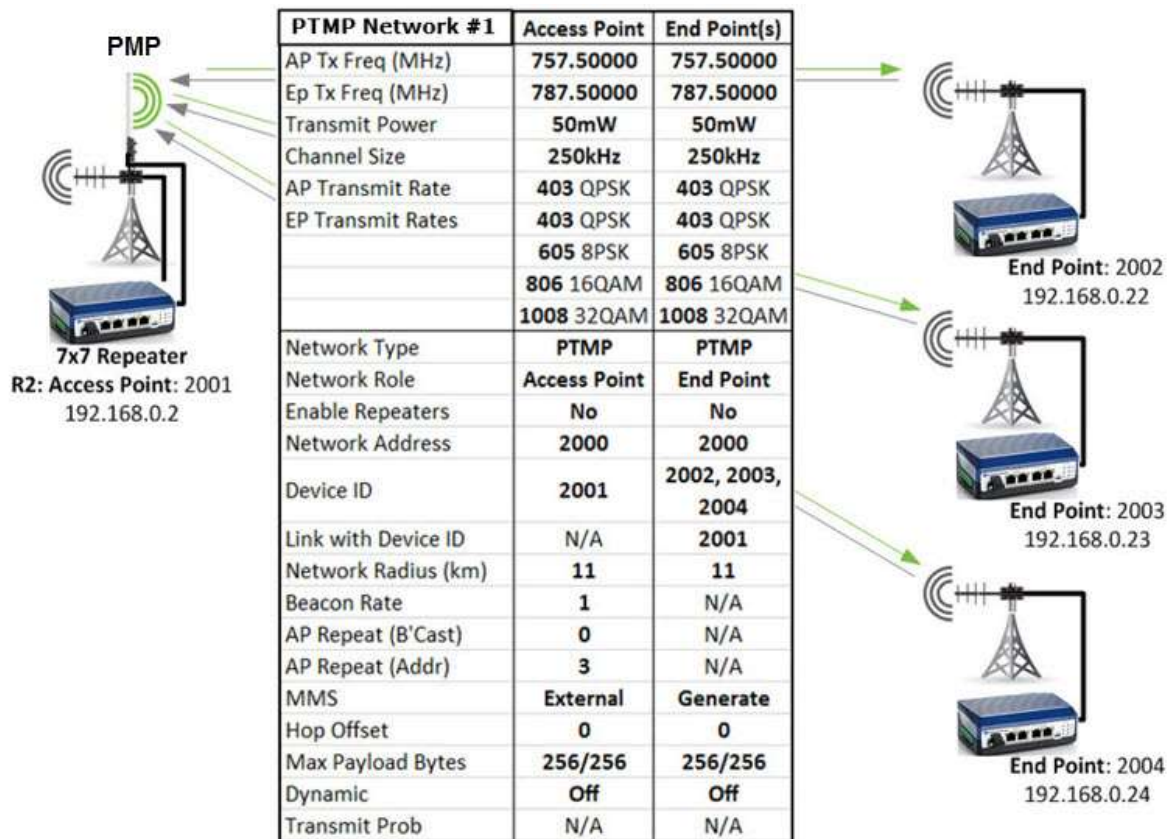 PMP
7x7 Repeater
R2: Access Point: 2001
192.168.0.2
PTMP Network #1 Access Point End Point(s)
AP Tx Freq (MHz) 757.50000 757.50000
Ep Tx Freq (MHz) 787.50000 787.50000
Transmit Power 50mW 50mW
Channel Size 250kHz 250kHz
AP Transmit Rate 403 QPSK 403 QPSK
EP Transmit Rates 403 QPSK 403 QPSK
605 8PSK 605 8PSK
806 16QAM 806 16QAM
1008 32QAM 1008 32QAM
Network Type PTMP PTMP
Network Role Access Point End Point
Enable Repeaters No No
Network Address 2000 2000
Device ID 2001 2002, 2003,
2004
Link with Device ID N/A 2001
Network Radius (km) 11 11
Beacon Rate 1 N/A
AP Repeat (B'Cast) 0 N/A
AP Repeat (Addr) 3 N/A
MMS External Generate
Hop Offset 0 0
Max Payload Bytes 256/256 256/256
Dynamic Off Off
Transmit Prob N/A N/A
End Point: 2002
192.168.0.22
End Point: 2003
192.168.0.23
End Point: 2004
192.168.0.24